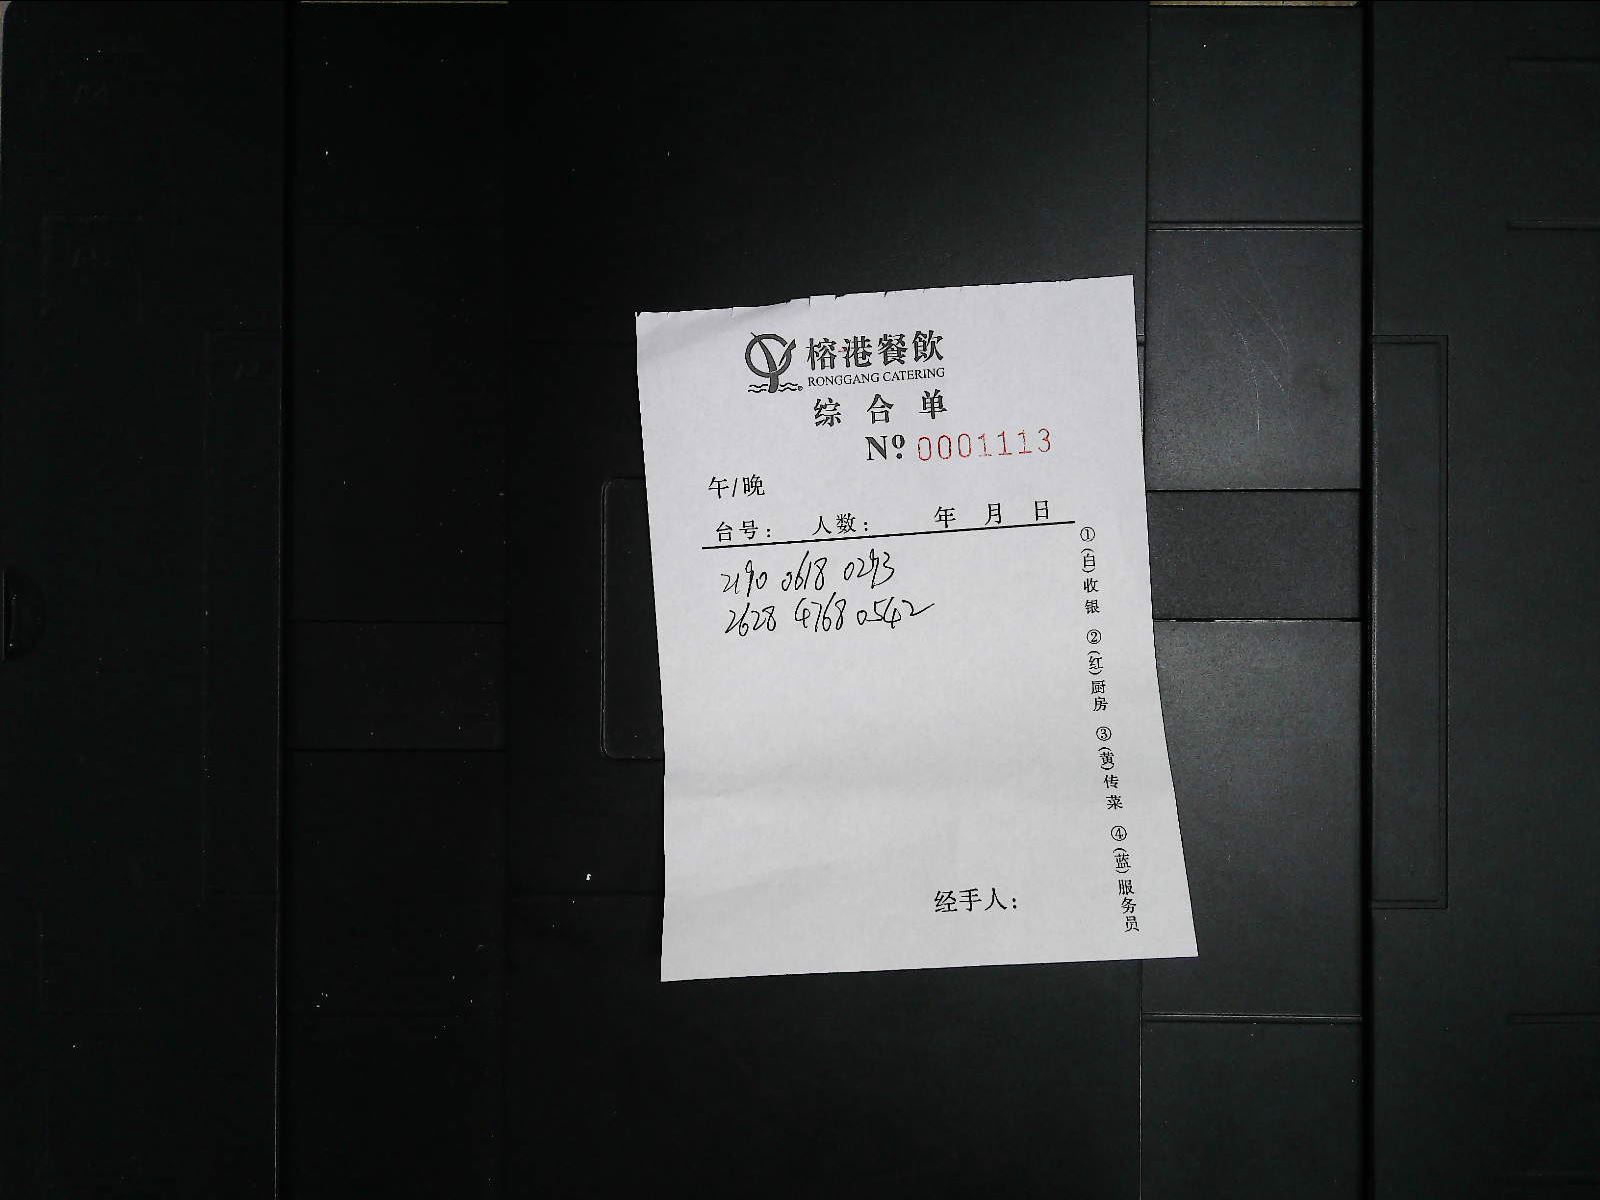 榕港餐飲
RONGGANG CATERING
综合单
Nº: 0001113
午/晚
台号: 人数: 年 月 日
2190 0618 0293
2628 4768 0542
经手人:
①(白)收银 ②(红)厨房 ③(黄)传菜 ④(蓝)服务员